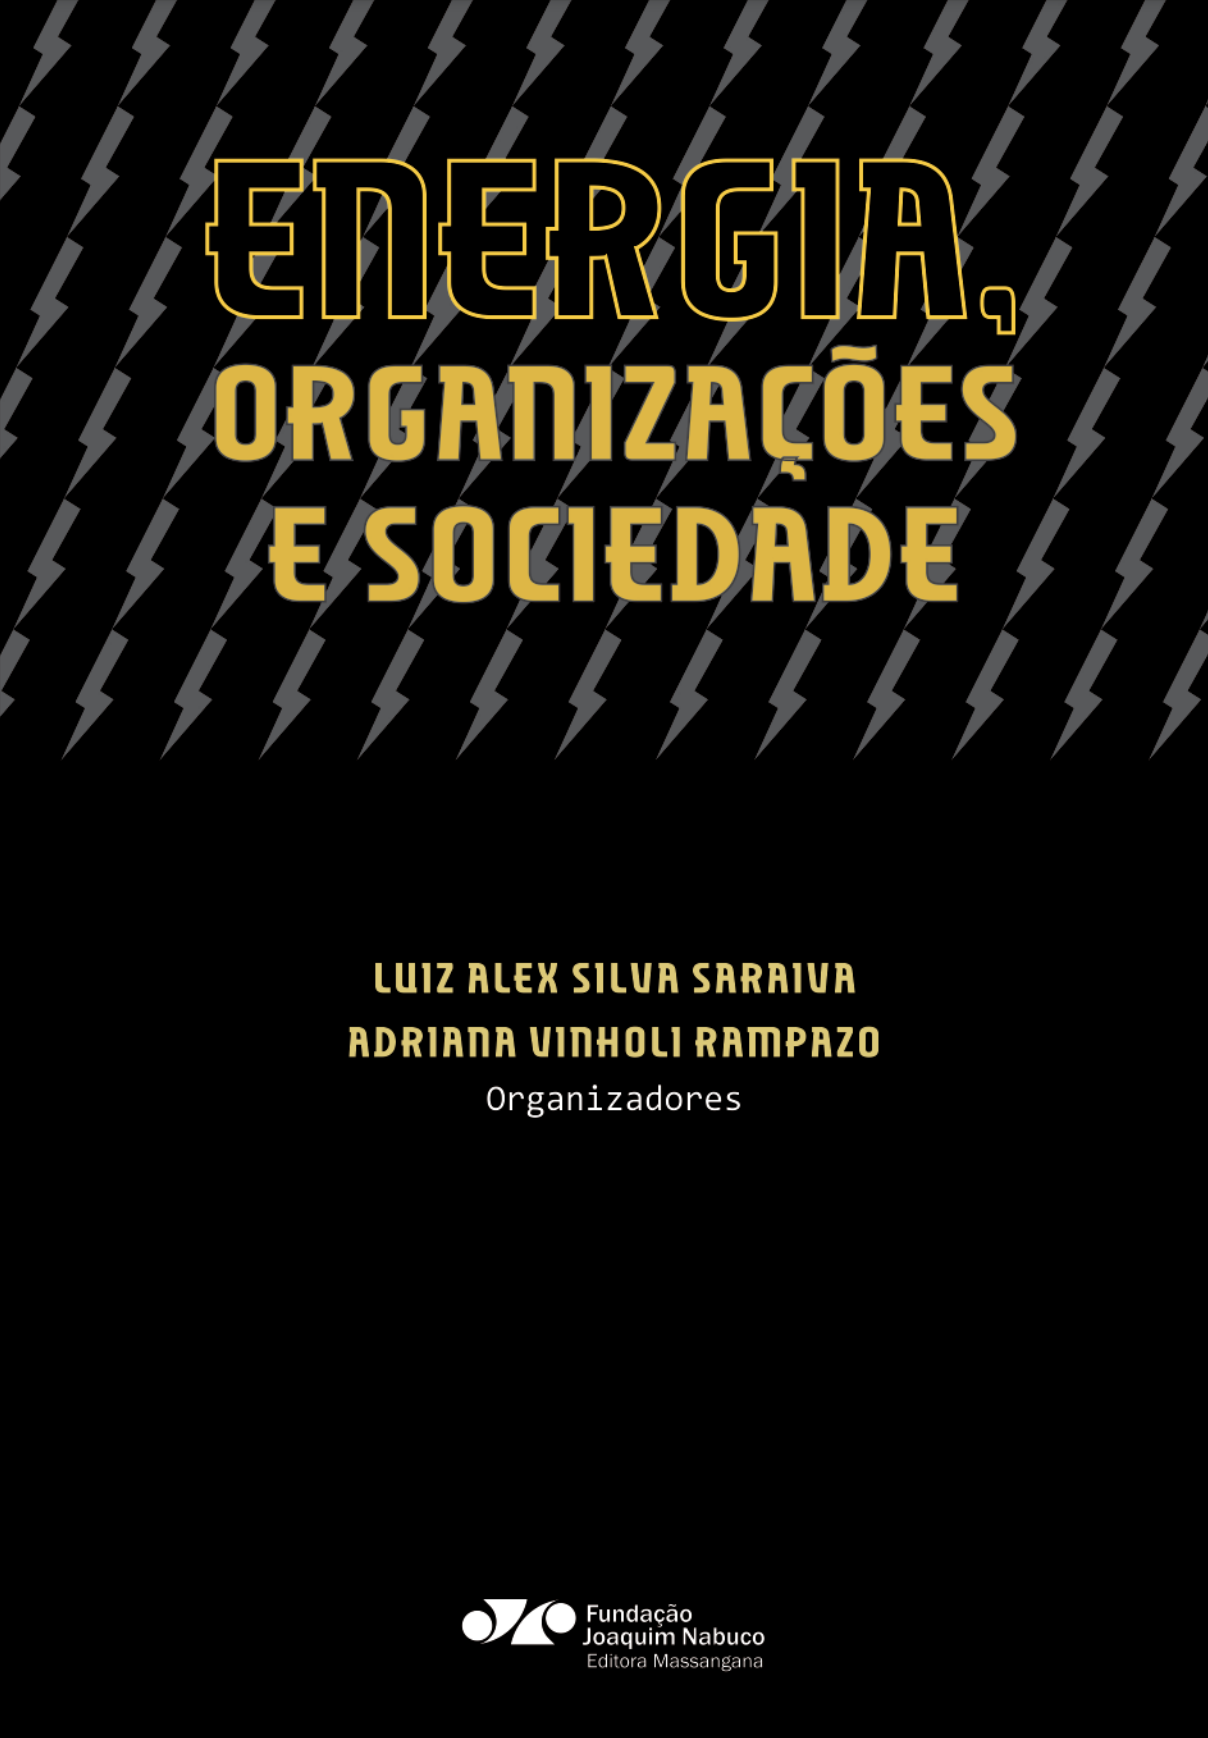 ENERGIA,
ORGANIZAÇÕES
E SOCIEDADE
LUIZ ALEX SILVA SARAIVA
ADRIANA VINHOLI RAMPAZO
Organizadores
Fundação
Joaquim Nabuco
Editora Massangana